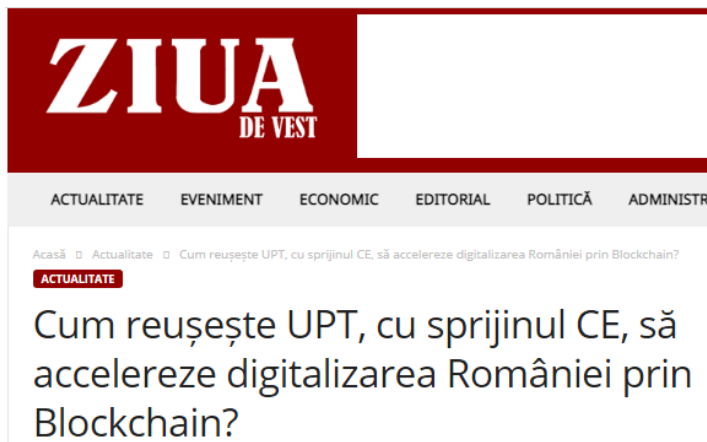 ZIUA
DE VEST
ACTUALITATE EVENIMENT ECONOMIC EDITORIAL POLITICĂ ADMINISTR
Acasă Actualitate Cum reușește UPT, cu sprijinul CE, să accelereze digitalizarea României prin Blockchain?
ACTUALITATE
Cum reușește UPT, cu sprijinul CE, să
accelereze digitalizarea României prin
Blockchain?